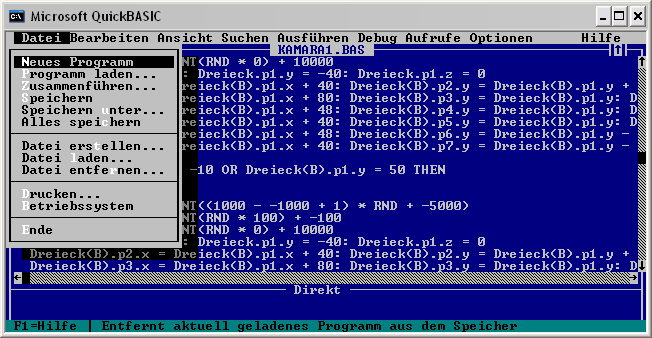 Microsoft QuickBASIC
Datei Bearbeiten Ansicht Suchen Ausführen Debug Aufrufe Optionen Hilfe
KAMARA1.BAS
Neues Programm
Programm laden...
Zusammenführen...
Speichern
Speichern unter...
Alles speichern
Datei erstellen...
Datei laden...
Datei entfernen...
Drucken...
Betriebssystem
Ende
NT(RND * 0) + 10000
: Dreieck.p1.y = -40: Dreieck.p1.z = 0
reieck(B).p1.x + 40: Dreieck(B).p2.y = Dreieck(B).p1.y +
reieck(B).p1.x + 80: Dreieck(B).p3.y = Dreieck(B).p1.y: D
reieck(B).p1.x + 48: Dreieck(B).p4.y = Dreieck(B).p1.y -
reieck(B).p1.x + 40: Dreieck(B).p5.y = Dreieck(B).p1.y: D
reieck(B).p1.x + 48: Dreieck(B).p6.y = Dreieck(B).p1.y -
reieck(B).p1.x + 40: Dreieck(B).p7.y = Dreieck(B).p1.y -
-10 OR Dreieck(B).p1.y = 50 THEN
NT((1000 - -1000 + 1) * RND + -5000)
NT(RND * 100) + -100
NT(RND * 0) + 10000
: Dreieck.p1.y = -40: Dreieck.p1.z = 0
Dreieck(B).p2.x = Dreieck(B).p1.x + 40: Dreieck(B).p2.y = Dreieck(B).p1.y +
Dreieck(B).p3.x = Dreieck(B).p1.x + 80: Dreieck(B).p3.y = Dreieck(B).p1.y: D
Direkt
F1=Hilfe | Entfernt aktuell geladenes Programm aus dem Speicher